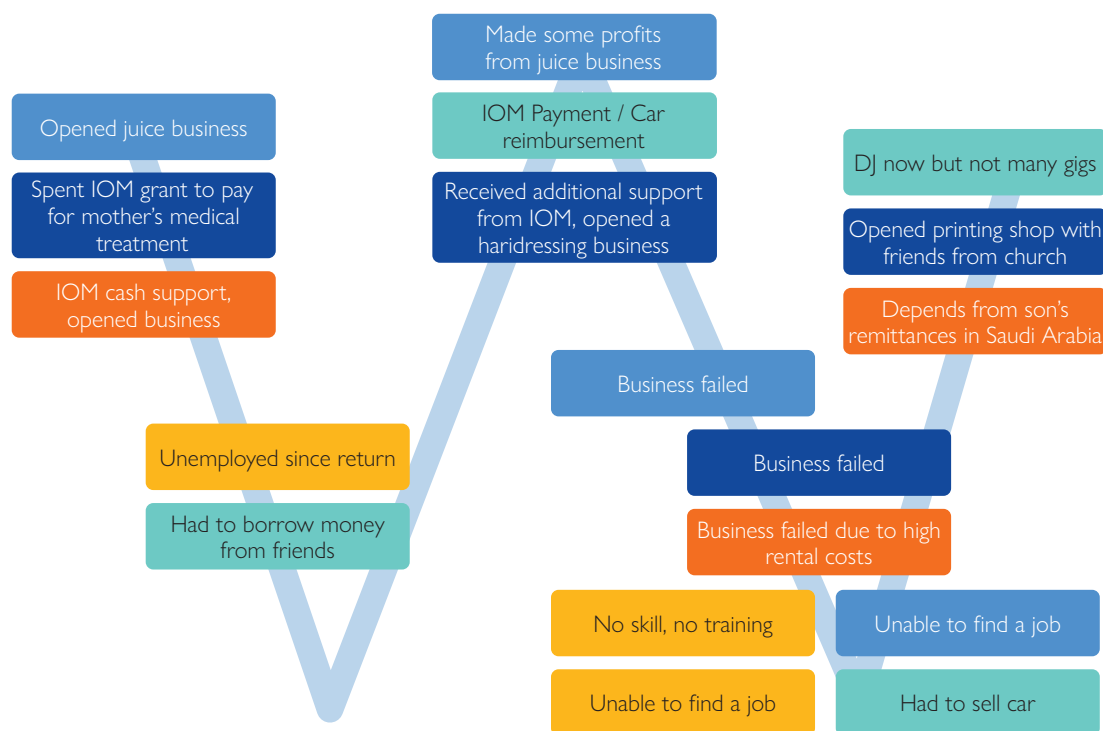 Opened juice business
Spent IOM grant to pay
for mother's medical
treatment
IOM cash support,
opened business
Unemployed since return
Had to borrow money
from friends
Made some profits
from juice business
IOM Payment / Car
reimbursement
Received additional support
from IOM, opened a
haridressing business
Business failed
Business failed
Business failed due to high
rental costs
No skill, no training
Unable to find a job
Unable to find a job
Had to sell car
DJ now but not many gigs
Opened printing shop with
friends from church
Depends from son's
remittances in Saudi Arabia